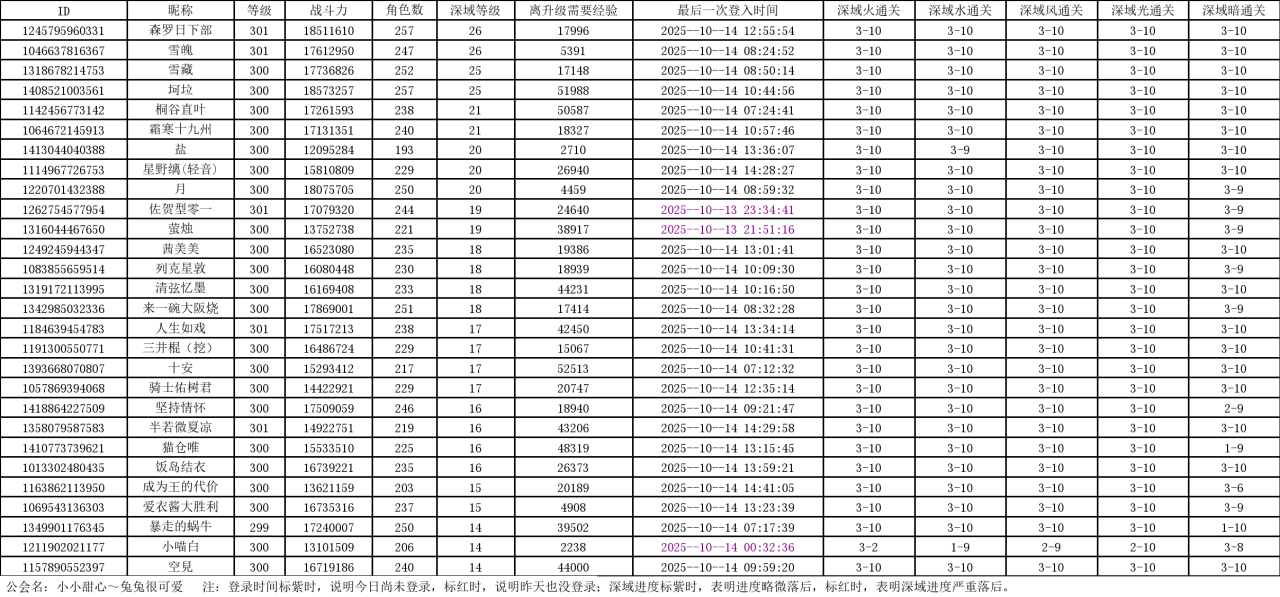 ID 昵称 等级 战斗力 角色数 深域等级 离升级需要经验 最后一次登入时间 深域火通关 深域水通关 深域风通关 深域光通关 深域暗通关
1245795960331 森罗日下部 301 18511610 257 26 17996 2025--10--14 12:55:54 3-10 3-10 3-10 3-10 3-10
1046637816367 雪魄 301 17612950 247 26 5391 2025--10--14 08:24:52 3-10 3-10 3-10 3-10 3-10
1318678214753 雪藏 300 17736826 252 25 17148 2025--10--14 08:50:14 3-10 3-10 3-10 3-10 3-10
1408521003561 坷垃 300 18573257 257 25 51988 2025--10--14 10:44:56 3-10 3-10 3-10 3-10 3-10
1142456773142 桐谷直叶 300 17261593 238 21 50587 2025--10--14 07:24:41 3-10 3-10 3-10 3-10 3-10
1064672145913 霜寒十九州 300 17131351 240 21 18327 2025--10--14 10:57:46 3-10 3-10 3-10 3-10 3-10
1413044040388 盐 300 12095284 193 20 2710 2025--10--14 13:36:07 3-10 3-9 3-10 3-10 3-10
1114967726753 星野缡(轻音) 300 15810809 229 20 26940 2025--10--14 14:28:27 3-10 3-10 3-10 3-10 3-10
1220701432388 月 300 18075705 250 20 4459 2025--10--14 08:59:32 3-10 3-10 3-10 3-10 3-9
1262754577954 佐贺型零一 301 17079320 244 19 24640 2025--10--13 23:34:41 3-10 3-10 3-10 3-10 3-9
1316044467650 萤烛 300 13752738 221 19 38917 2025--10--13 21:51:16 3-10 3-10 3-10 3-10 3-9
1249245944347 茜美美 300 16523080 235 18 19386 2025--10--14 13:01:41 3-10 3-10 3-10 3-10 3-10
1083855659514 列克星敦 300 16080448 230 18 18939 2025--10--14 10:09:30 3-10 3-10 3-10 3-10 3-9
1319172113995 清弦忆墨 300 16169408 233 18 44231 2025--10--14 10:16:50 3-10 3-10 3-10 3-10 3-10
1342985032336 来一碗大阪烧 300 17869001 251 18 17414 2025--10--14 08:32:28 3-10 3-10 3-10 3-10 3-9
1184639454783 人生如戏 301 17517213 238 17 42450 2025--10--14 13:34:14 3-10 3-10 3-10 3-10 3-10
1191300550771 三井棍（挖） 300 16486724 229 17 15067 2025--10--14 10:41:31 3-10 3-10 3-10 3-10 3-10
1393668070807 十安 300 15293412 217 17 52513 2025--10--14 07:12:32 3-10 3-10 3-10 3-10 3-10
1057869394068 骑士佑树君 300 14422921 229 17 20747 2025--10--14 12:35:14 3-10 3-10 3-10 3-10 3-10
1418864227509 坚持情怀 300 17509059 246 16 18940 2025--10--14 09:21:47 3-10 3-10 3-10 3-10 2-9
1358079587583 半若微夏凉 301 14922751 219 16 43206 2025--10--14 14:29:58 3-10 3-10 3-10 3-10 3-10
1410773739621 猫仓唯 300 15533510 225 16 48319 2025--10--14 13:15:45 3-10 3-10 3-10 3-10 1-9
1013302480435 饭岛结衣 300 16739221 235 16 26373 2025--10--14 13:59:21 3-10 3-10 3-10 3-10 3-10
1163862113950 成为王的代价 300 13621159 203 15 20189 2025--10--14 14:41:05 3-10 3-10 3-10 3-10 3-6
1069543136303 爱衣酱大胜利 300 16735316 237 15 4908 2025--10--14 13:23:39 3-10 3-10 3-10 3-10 3-9
1349901176345 暴走的蜗牛 299 17240007 250 14 39502 2025--10--14 07:17:39 3-10 3-10 3-10 3-10 1-10
1211902021177 小喵白 300 13101509 206 14 2238 2025--10--14 00:32:36 3-2 1-9 2-9 2-10 3-8
1157890552397 空見 300 16719186 240 14 44000 2025--10--14 09:59:20 3-10 3-10 3-10 3-10 3-10
公会名：小小甜心～兔兔很可爱 注：登录时间标紫时，说明今日尚未登录，标红时，说明昨天也没登录；深域进度标紫时，表明进度略微落后，标红时，表明深域进度严重落后。